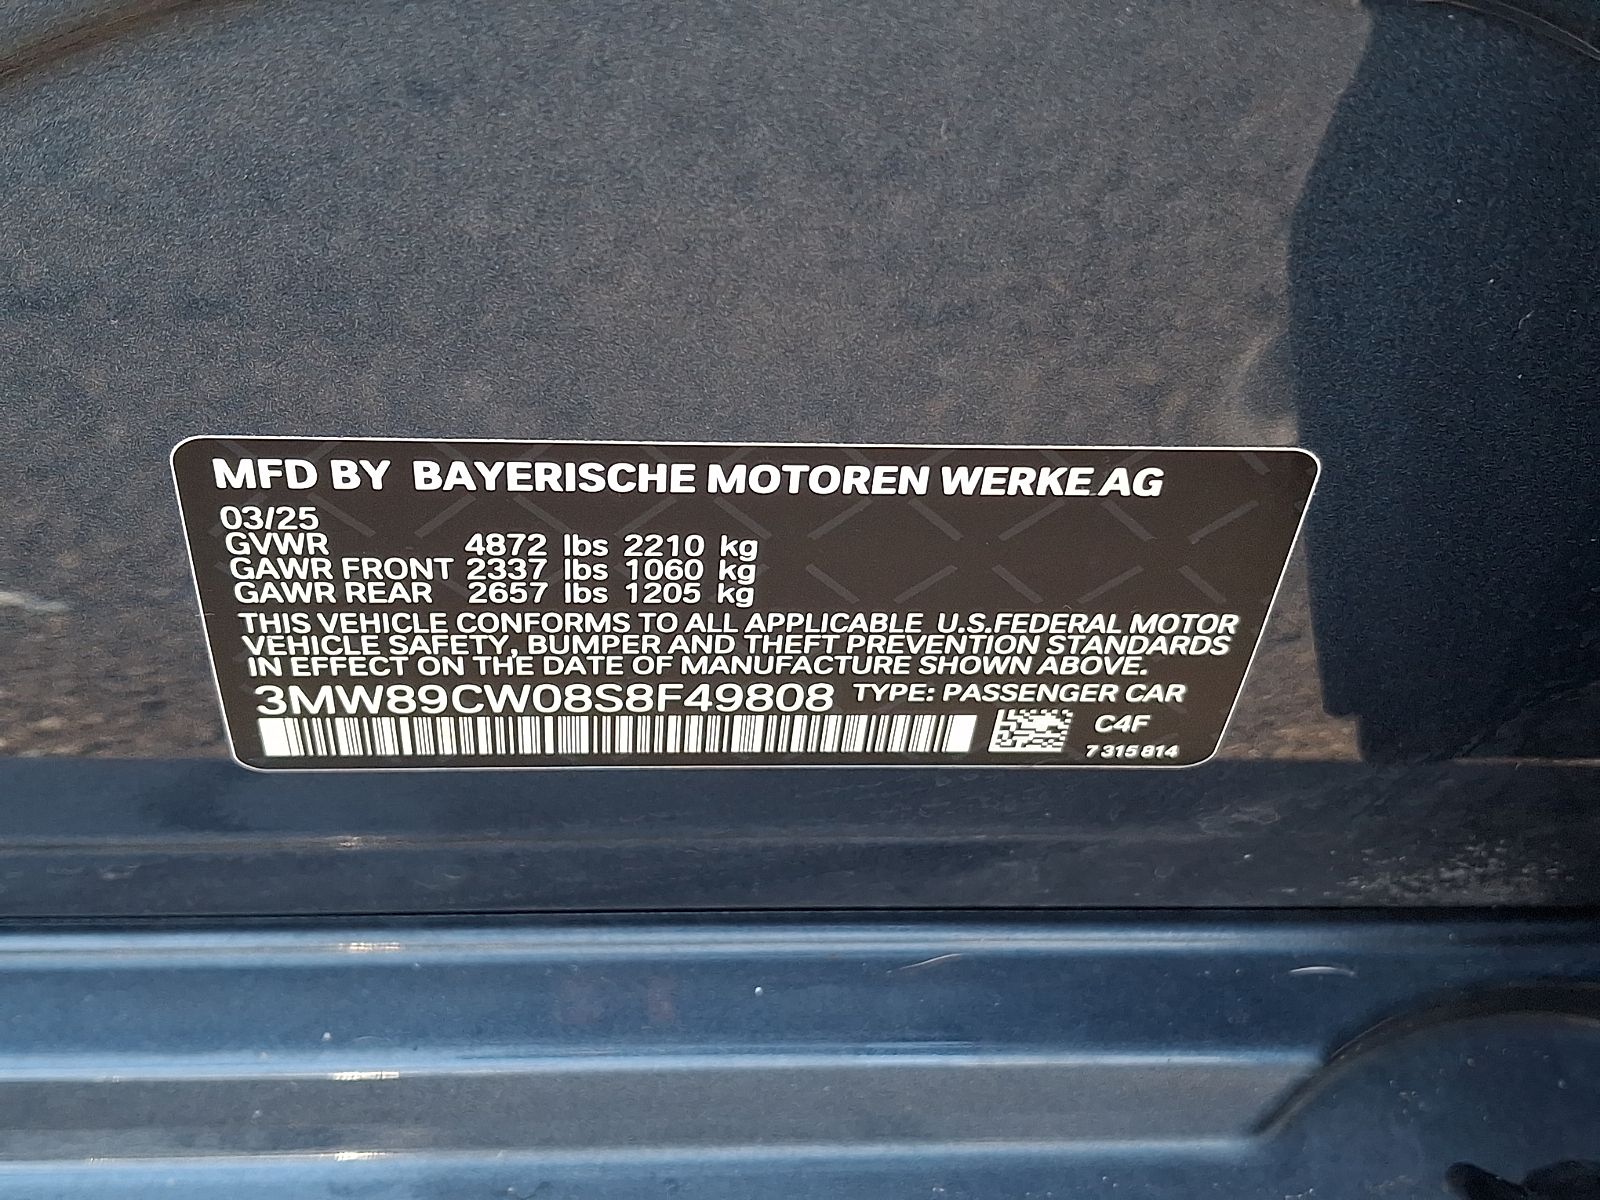 MFD BY BAYERISCHE MOTOREN WERKE AG
03/25
GVWR 4872 lbs 2210 kg
GAWR FRONT 2337 lbs 1060 kg
GAWR REAR 2657 lbs 1205 kg
THIS VEHICLE CONFORMS TO ALL APPLICABLE U.S.FEDERAL MOTOR
VEHICLE SAFETY, BUMPER AND THEFT PREVENTION STANDARDS
IN EFFECT ON THE DATE OF MANUFACTURE SHOWN ABOVE.
3MW89CW08S8F49808 TYPE: PASSENGER CAR
C4F
7 315 814